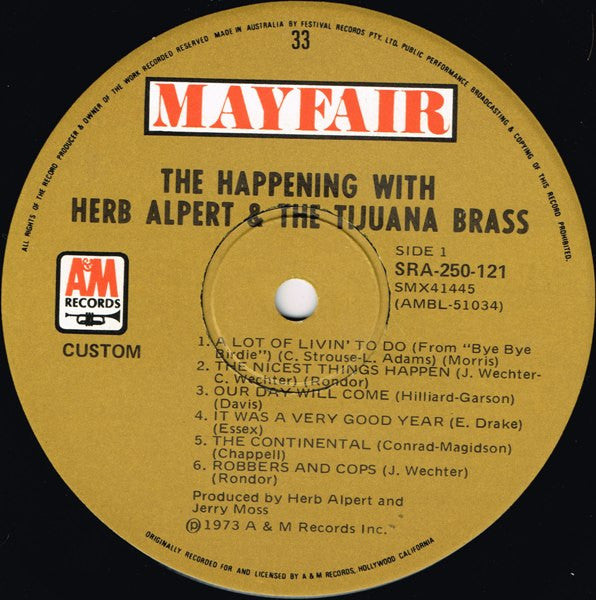 ALL RIGHTS OF THE RECORD PRODUCER & OWNER OF THE WORK RECORDED RESERVED MADE IN AUSTRALIA BY FESTIVAL RECORDS PTY. LTD. PUBLIC PERFORMANCE BROADCASTING & COPYING OF THIS RECORD PROHIBITED.
33
MAYFAIR
THE HAPPENING WITH
HERB ALPERT & THE TIJUANA BRASS
SIDE 1
SRA-250-121
SMX41445
(AMBL-51034)
A&M
RECORDS
CUSTOM
1. A LOT OF LIVIN' TO DO (From "Bye Bye
Birdie") (C. Strouse-L. Adams) (Morris)
2. THE NICEST THINGS HAPPEN (J. Wechter-
C. Wechter) (Rondor)
3. OUR DAY WILL COME (Hilliard-Garson)
(Davis)
4. IT WAS A VERY GOOD YEAR (E. Drake)
(Essex)
5. THE CONTINENTAL (Conrad-Magidson)
(Chappell)
6. ROBBERS AND COPS (J. Wechter)
(Rondor)
Produced by Herb Alpert and
Jerry Moss
℗1973 A & M Records Inc.
ORIGINALLY RECORDED FOR AND LICENSED BY A & M RECORDS, HOLLYWOOD CALIFORNIA